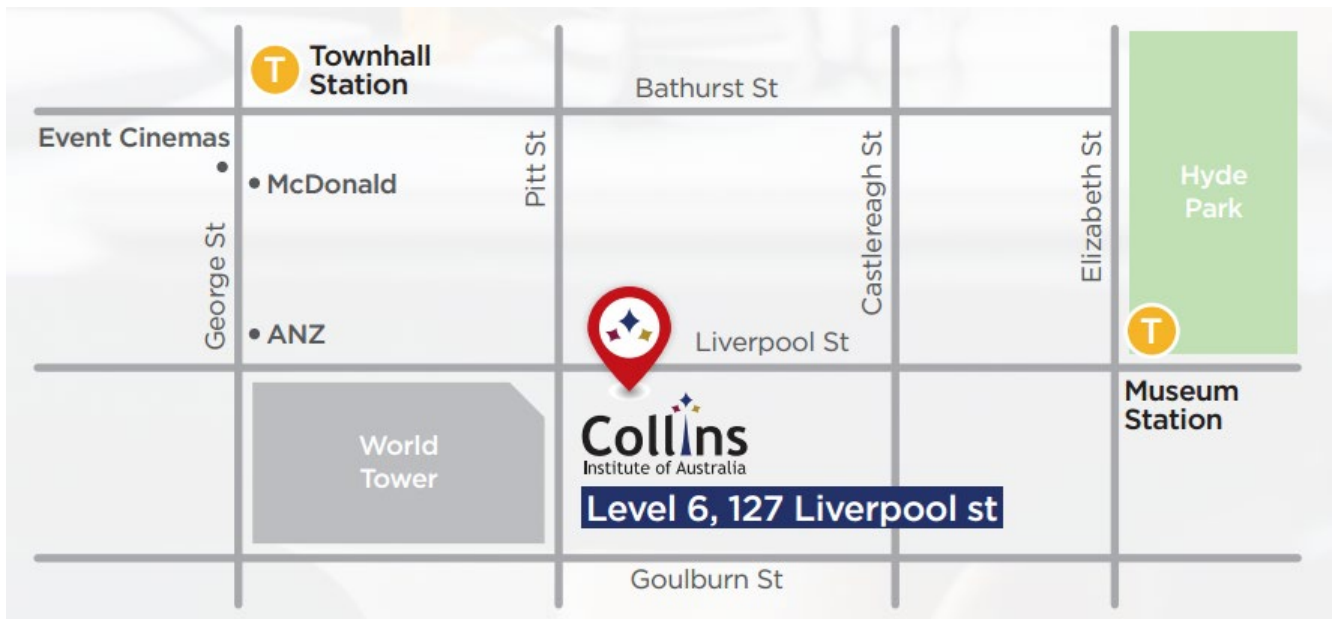 T
Townhall
Station
Bathurst St
Event Cinemas
McDonald
Pitt St
Castlereagh St
Elizabeth St
Hyde
Park
George St
ANZ
Liverpool St
T
Museum
Station
World
Tower
Collins
Institute of Australia
Level 6, 127 Liverpool st
Goulburn St